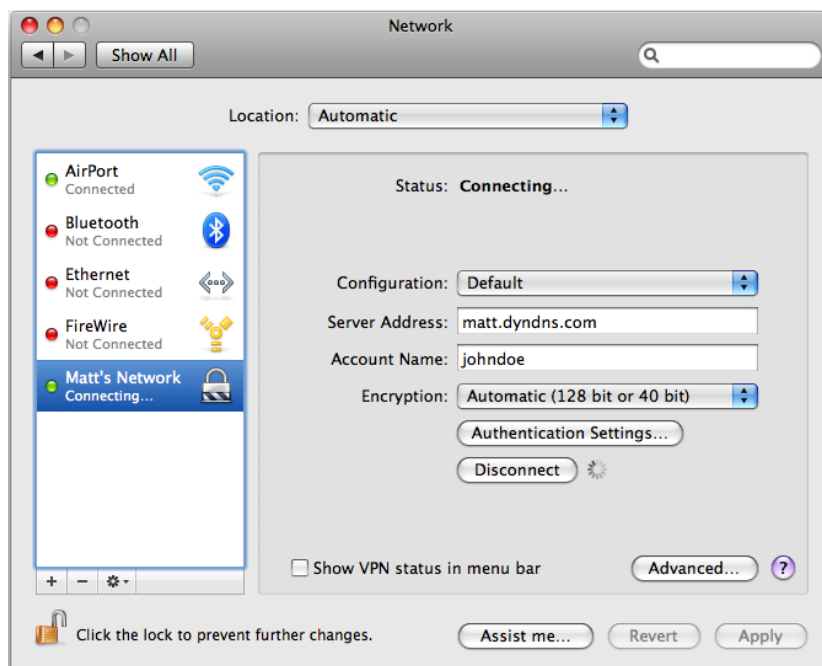 Network
Show All
Location: Automatic
AirPort
Connected
Bluetooth
Not Connected
Ethernet
Not Connected
FireWire
Not Connected
Matt's Network
Connecting...
Status: Connecting...
Configuration: Default
Server Address: matt.dyndns.com
Account Name: johndoe
Encryption: Automatic (128 bit or 40 bit)
Authentication Settings...
Disconnect
Show VPN status in menu bar
Advanced...
?
Click the lock to prevent further changes.
Assist me...
Revert
Apply